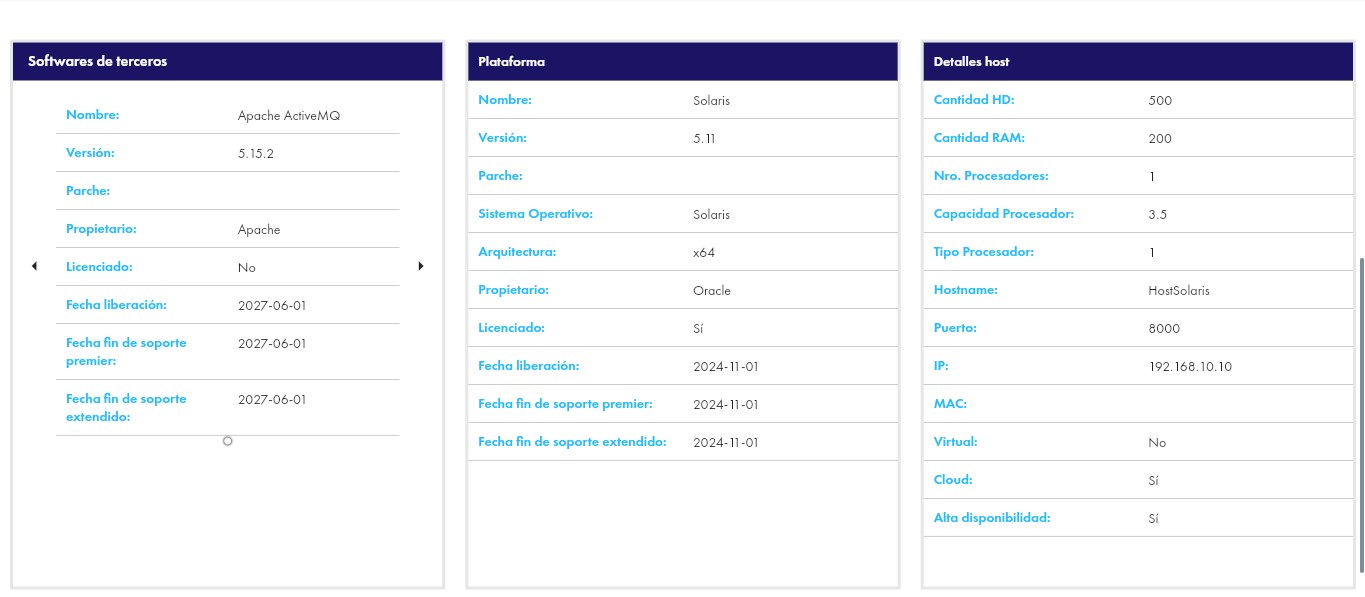 Softwares de terceros
Nombre: Apache ActiveMQ
Versión: 5.15.2
Parche:
Propietario: Apache
Licenciado: No
Fecha liberación: 2027-06-01
Fecha fin de soporte 2027-06-01
premier:
Fecha fin de soporte 2027-06-01
extendido:
Plataforma
Nombre: Solaris
Versión: 5.11
Parche:
Sistema Operativo: Solaris
Arquitectura: x64
Propietario: Oracle
Licenciado: Sí
Fecha liberación: 2024-11-01
Fecha fin de soporte premier: 2024-11-01
Fecha fin de soporte extendido: 2024-11-01
Detalles host
Cantidad HD: 500
Cantidad RAM: 200
Nro. Procesadores: 1
Capacidad Procesador: 3.5
Tipo Procesador: 1
Hostname: HostSolaris
Puerto: 8000
IP: 192.168.10.10
MAC:
Virtual: No
Cloud: Sí
Alta disponibilidad: Sí